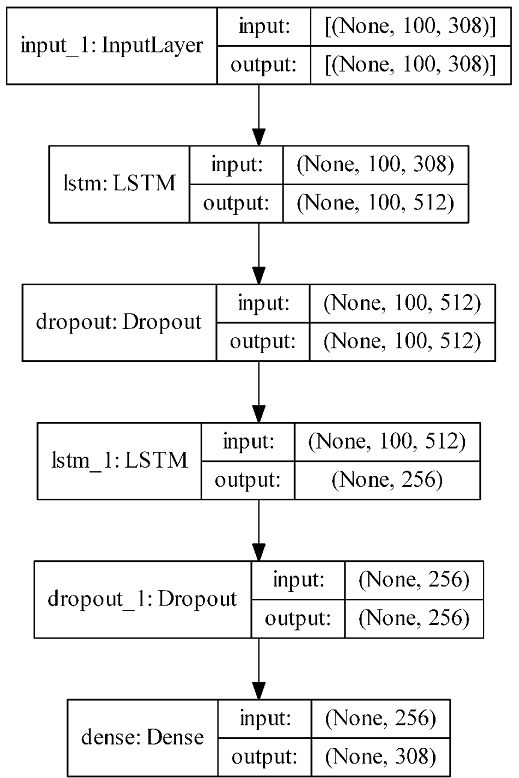 input_1: InputLayer
input: [(None, 100, 308)]
output: [(None, 100, 308)]
lstm: LSTM
input: (None, 100, 308)
output: (None, 100, 512)
dropout: Dropout
input: (None, 100, 512)
output: (None, 100, 512)
lstm_1: LSTM
input: (None, 100, 512)
output: (None, 256)
dropout_1: Dropout
input: (None, 256)
output: (None, 256)
dense: Dense
input: (None, 256)
output: (None, 308)